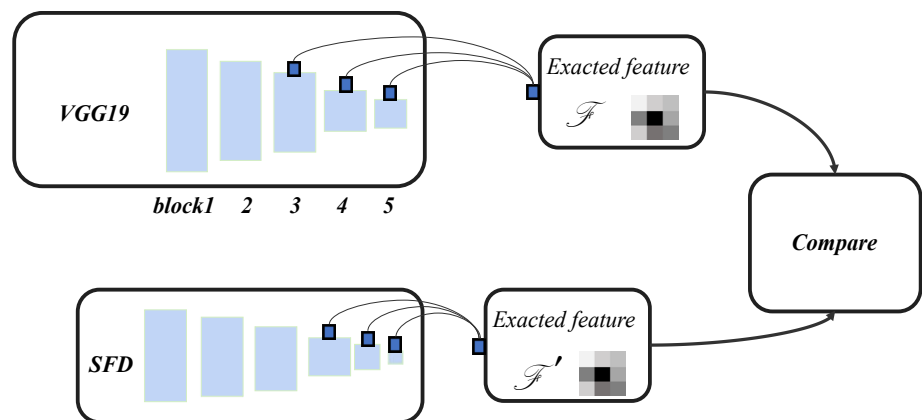 Exacted feature
VGG19
ℱ
block1 2 3 4 5
Compare
Exacted feature
SFD
ℱ′